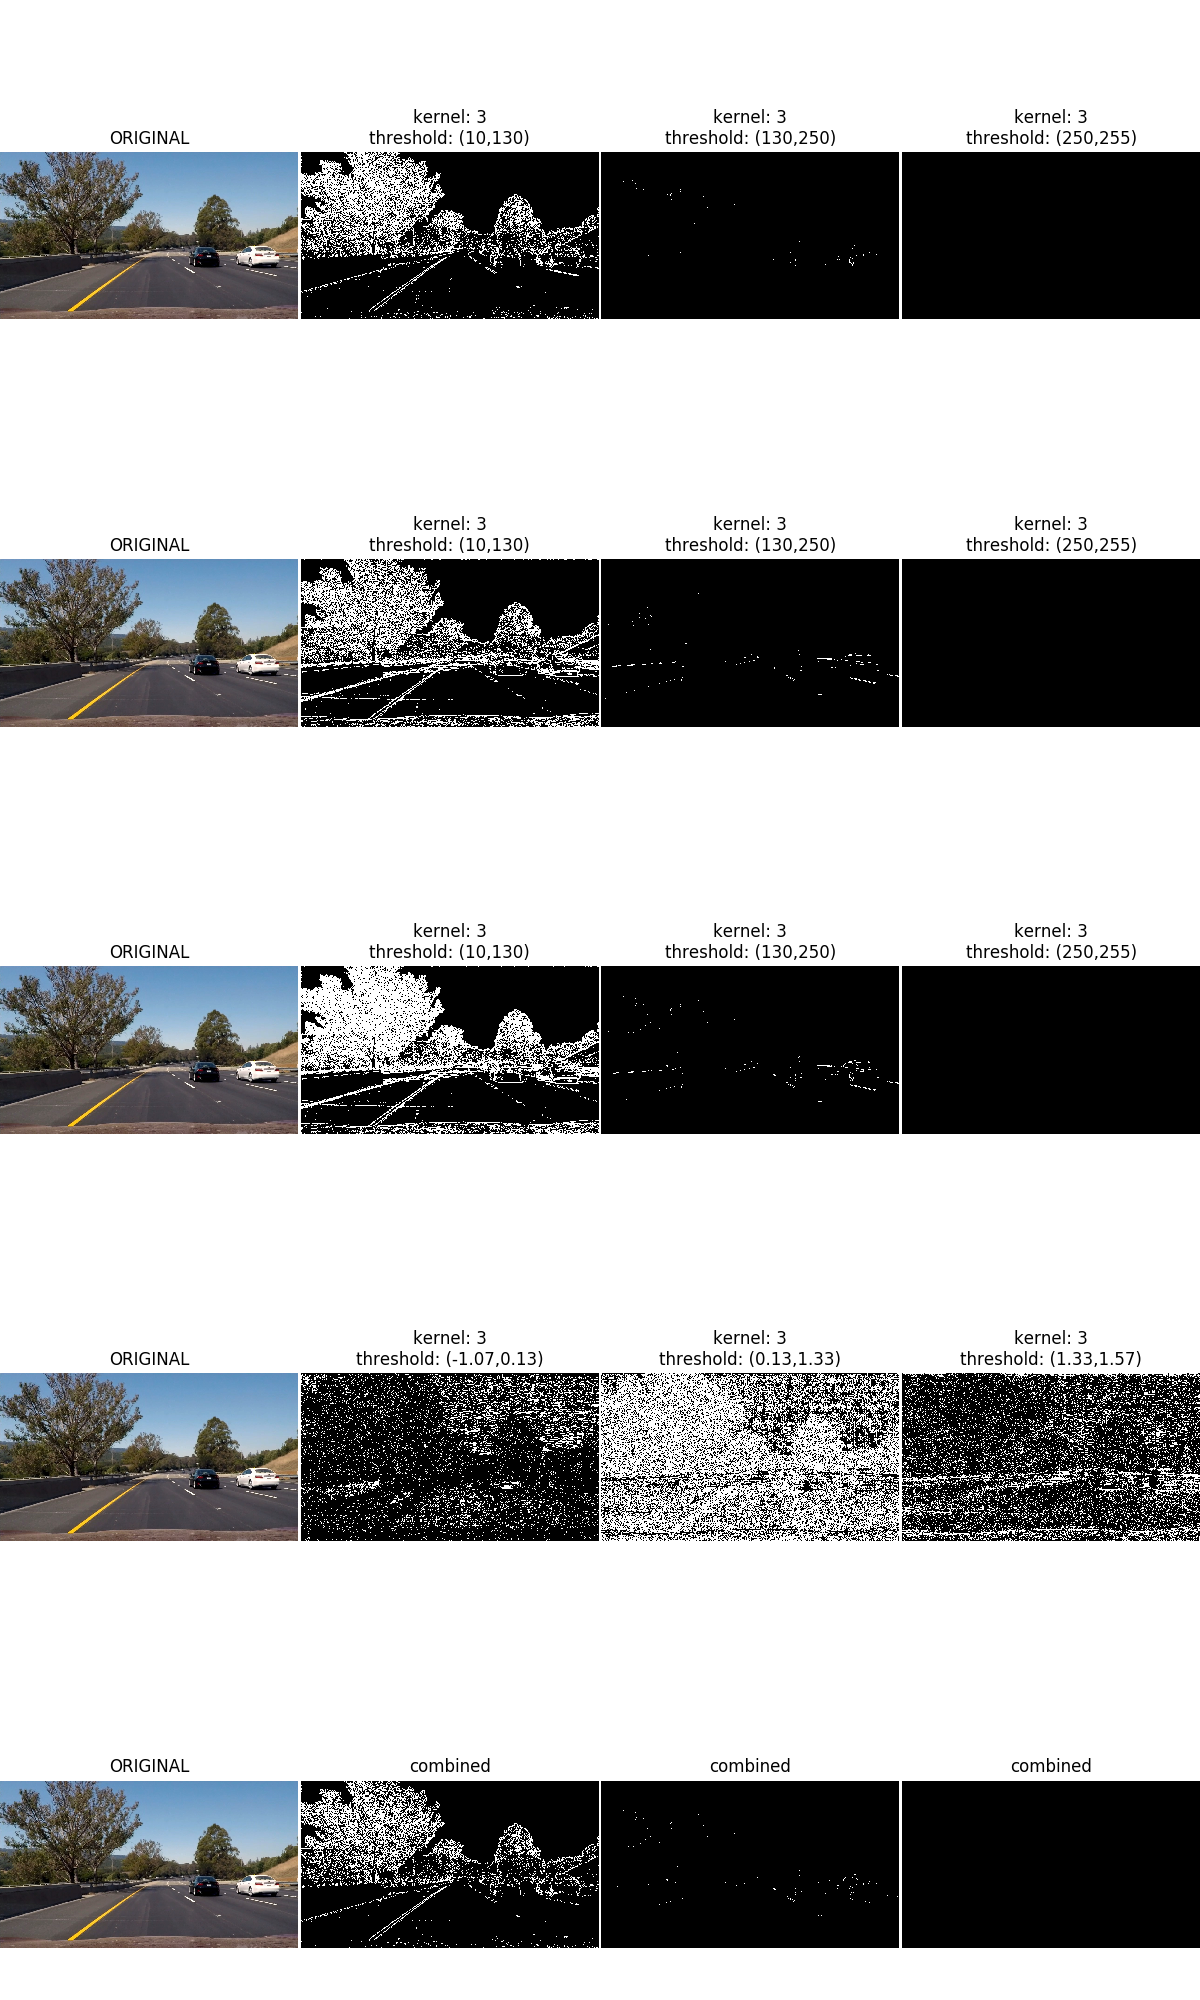 kernel: 3
kernel: 3
kernel: 3
ORIGINAL
threshold: (10,130)
threshold: (130,250)
threshold: (250,255)
kernel: 3
kernel: 3
kernel: 3
ORIGINAL
threshold: (10,130)
threshold: (130,250)
threshold: (250,255)
kernel: 3
kernel: 3
kernel: 3
ORIGINAL
threshold: (10,130)
threshold: (130,250)
threshold: (250,255)
kernel: 3
kernel: 3
kernel: 3
ORIGINAL
threshold: (-1.07,0.13)
threshold: (0.13,1.33)
threshold: (1.33,1.57)
ORIGINAL
combined
combined
combined